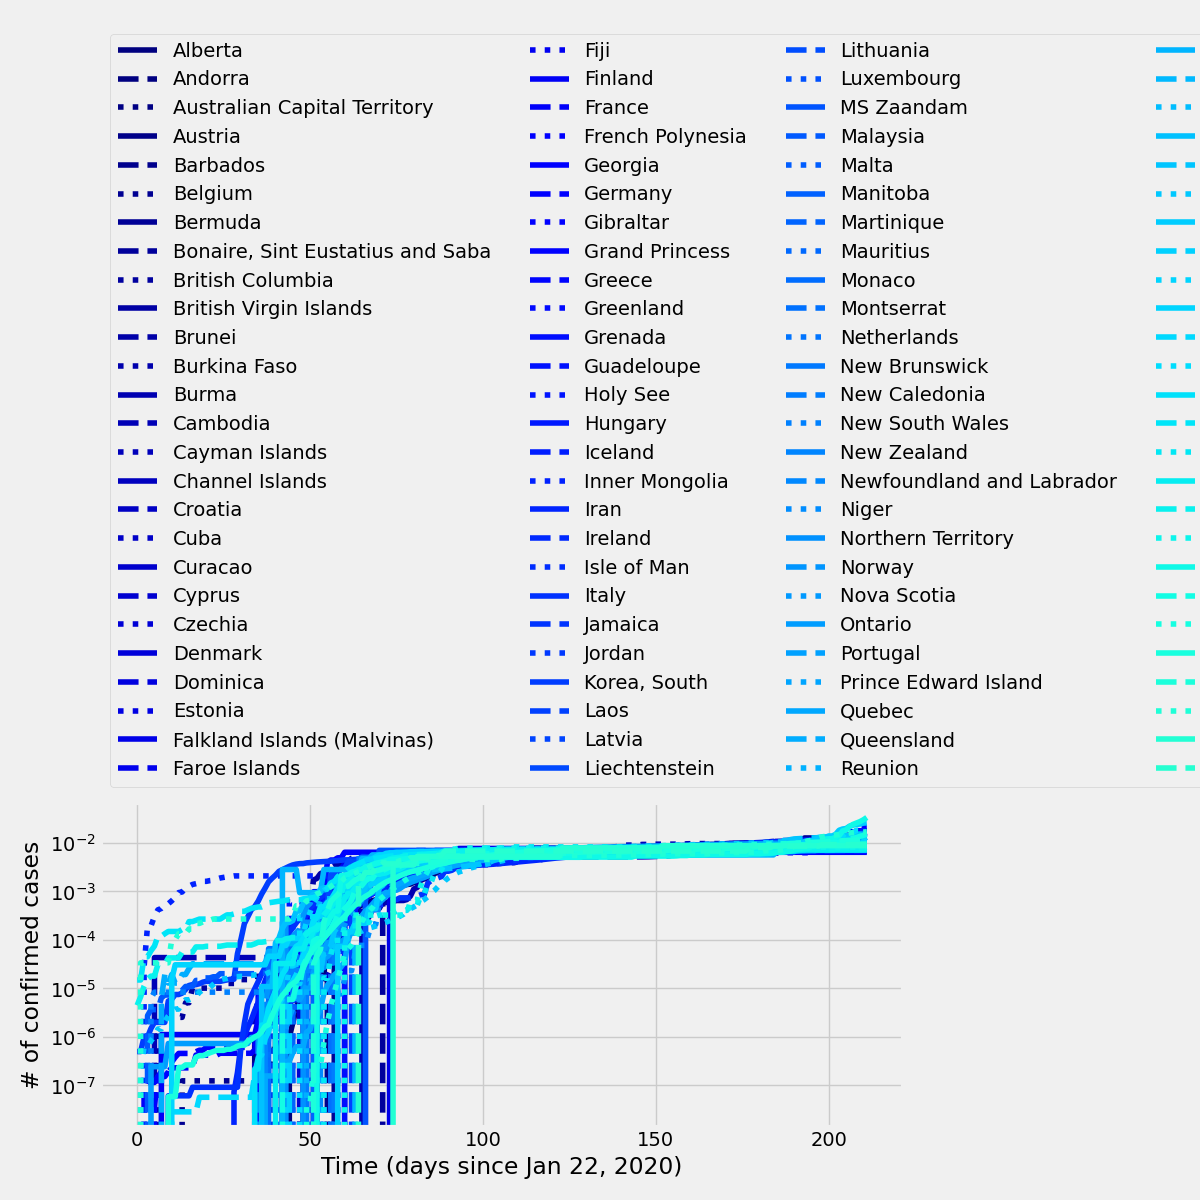 Alberta
Andorra
Australian Capital Territory
Austria
Barbados
Belgium
Bermuda
Bonaire, Sint Eustatius and Saba
British Columbia
British Virgin Islands
Brunei
Burkina Faso
Burma
Cambodia
Cayman Islands
Channel Islands
Croatia
Cuba
Curacao
Cyprus
Czechia
Denmark
Dominica
Estonia
Falkland Islands (Malvinas)
Faroe Islands
Fiji
Finland
France
French Polynesia
Georgia
Germany
Gibraltar
Grand Princess
Greece
Greenland
Grenada
Guadeloupe
Holy See
Hungary
Iceland
Inner Mongolia
Iran
Ireland
Isle of Man
Italy
Jamaica
Jordan
Korea, South
Laos
Latvia
Liechtenstein
Lithuania
Luxembourg
MS Zaandam
Malaysia
Malta
Manitoba
Martinique
Mauritius
Monaco
Montserrat
Netherlands
New Brunswick
New Caledonia
New South Wales
New Zealand
Newfoundland and Labrador
Niger
Northern Territory
Norway
Nova Scotia
Ontario
Portugal
Prince Edward Island
Quebec
Queensland
Reunion
# of confirmed cases
10⁻²
10⁻³
10⁻⁴
10⁻⁵
10⁻⁶
10⁻⁷
0 50 100 150 200
Time (days since Jan 22, 2020)